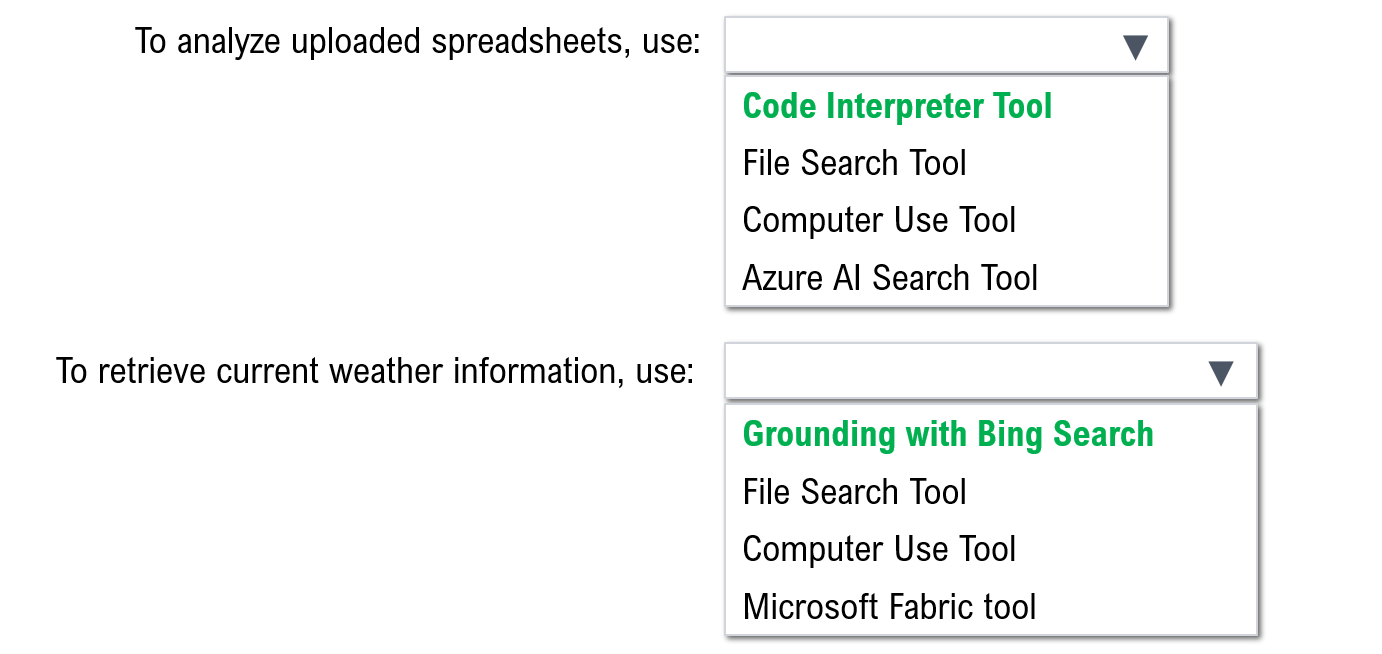 To analyze uploaded spreadsheets, use:
Code Interpreter Tool
File Search Tool
Computer Use Tool
Azure AI Search Tool
To retrieve current weather information, use:
Grounding with Bing Search
File Search Tool
Computer Use Tool
Microsoft Fabric tool